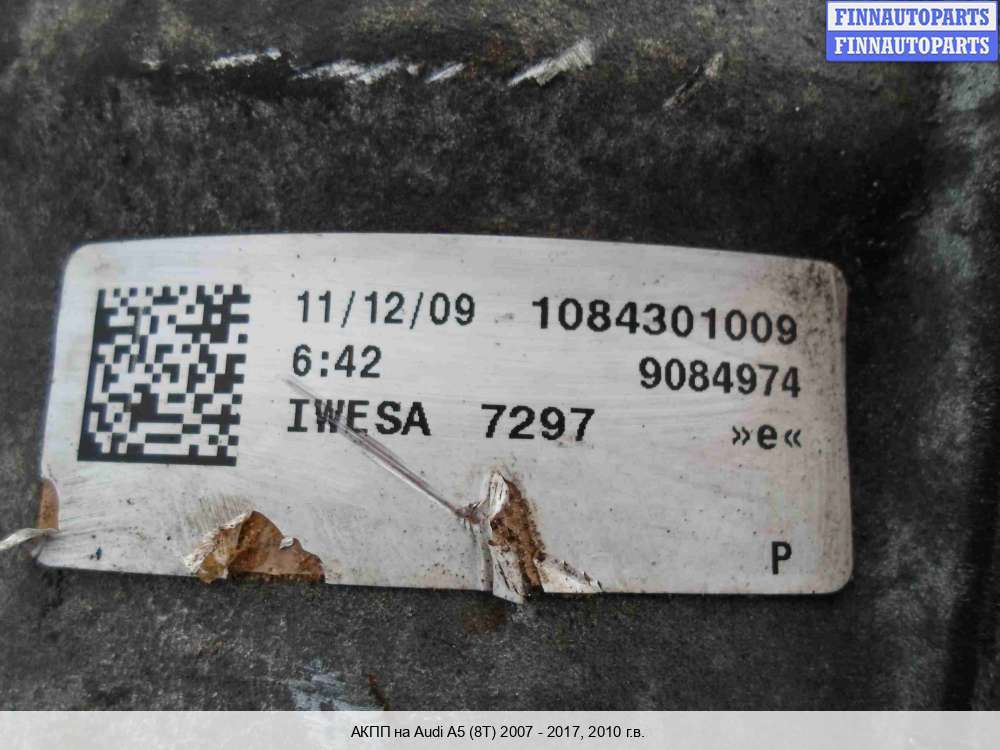 FINNAUTOPARTS
FINNAUTOPARTS
11/12/09 1084301009
6:42 9084974
IWESA 7297 »e«
P
АКПП на Audi A5 (8T) 2007 - 2017, 2010 г.в.